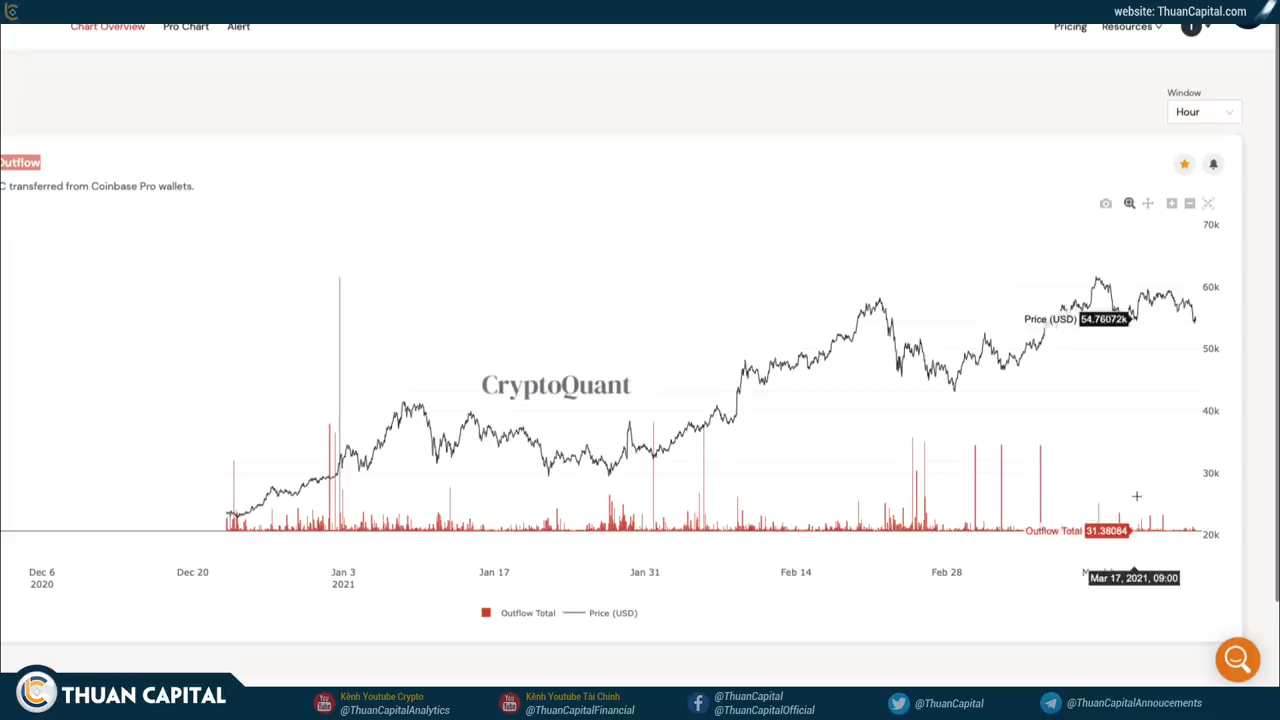 website: ThuanCapital.com
Chart Overview Pro Chart Alert Pricing Resources
Window
Hour
Outflow
C transferred from Coinbase Pro wallets.
70k
60k
Price (USD) 54.76072k
50k
CryptoQuant
40k
30k
Outflow Total 31.38084
20k
Dec 6 Dec 20 Jan 3 Jan 17 Jan 31 Feb 14 Feb 28
2020 2021
Mar 17, 2021, 09:00
Outflow Total Price (USD)
THUAN CAPITAL
Kênh Youtube Crypto
@ThuanCapitalAnalytics
Kênh Youtube Tài Chính
@ThuanCapitalFinancial
@ThuanCapital
@ThuanCapitalOfficial
@ThuanCapital
@ThuanCapitalAnnoucements